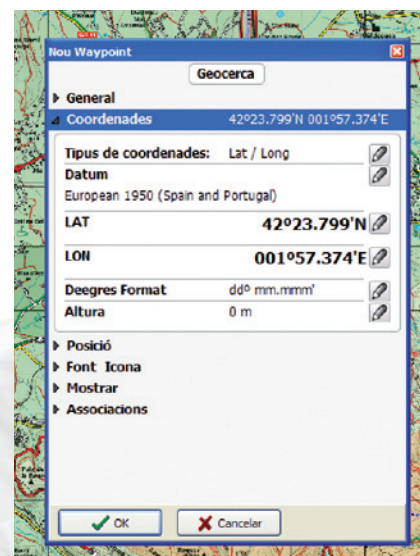 Nou Waypoint
Geocerca
General
Coordenades 42º23.799'N 001º57.374'E
Tipus de coordenades: Lat / Long
Datum
European 1950 (Spain and Portugal)
LAT 42º23.799'N
LON 001º57.374'E
Deegres Format ddº mm.mmm'
Altura 0 m
Posició
Font Icona
Mostrar
Associacions
OK Cancelar